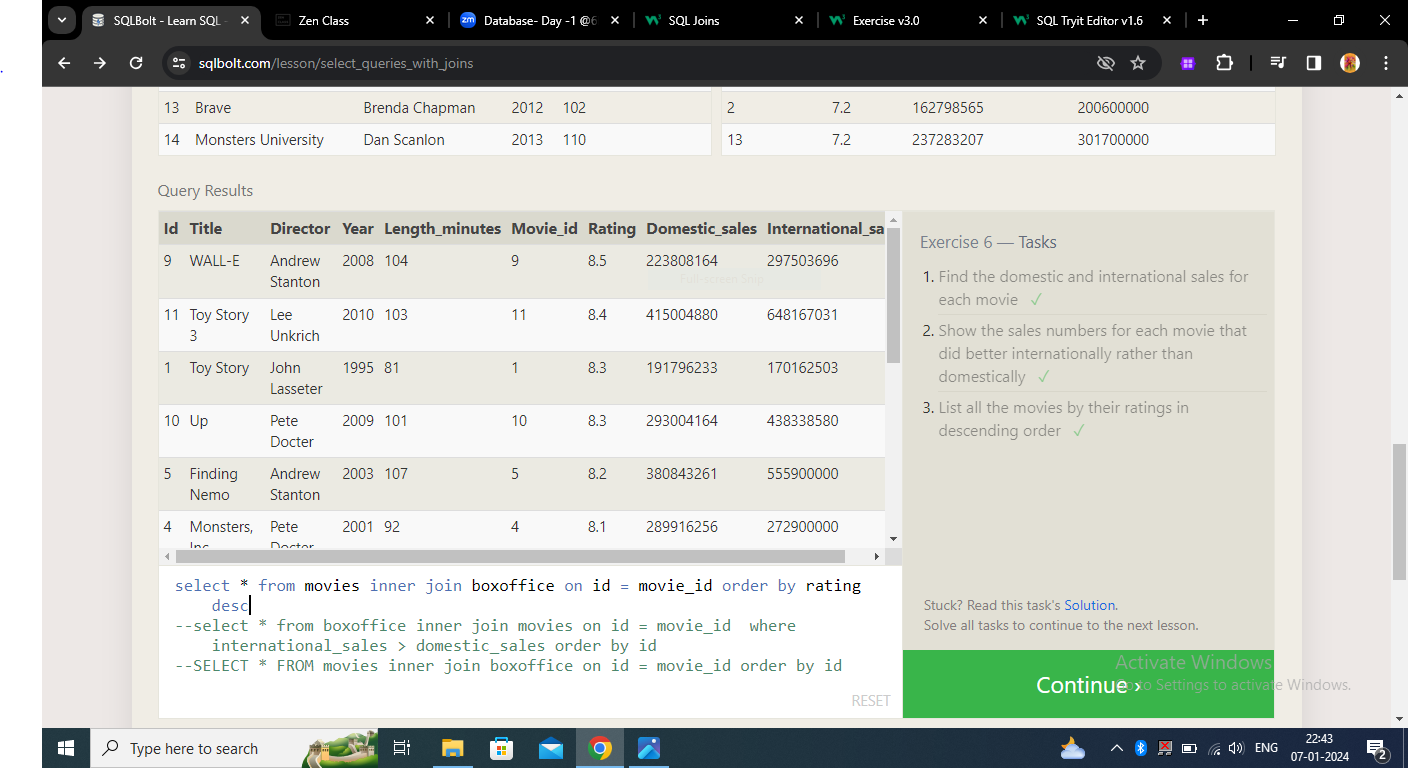 SQLBolt - Learn SQL -
Zen Class
zm Database- Day -1 @6
SQL Joins
Exercise v3.0
SQL Tryit Editor v1.6
sqlbolt.com/lesson/select_queries_with_joins
13 Brave Brenda Chapman 2012 102 2 7.2 162798565 200600000
14 Monsters University Dan Scanlon 2013 110 13 7.2 237283207 301700000
Query Results
Id Title Director Year Length_minutes Movie_id Rating Domestic_sales International_sa
9 WALL-E Andrew 2008 104 9 8.5 223808164 297503696
Stanton
11 Toy Story Lee 2010 103 11 8.4 415004880 648167031
3 Unkrich
1 Toy Story John 1995 81 1 8.3 191796233 170162503
Lasseter
10 Up Pete 2009 101 10 8.3 293004164 438338580
Docter
5 Finding Andrew 2003 107 5 8.2 380843261 555900000
Nemo Stanton
4 Monsters, Pete 2001 92 4 8.1 289916256 272900000
Inc. Docter
Exercise 6 — Tasks
1. Find the domestic and international sales for
each movie ✓
2. Show the sales numbers for each movie that
did better internationally rather than
domestically ✓
3. List all the movies by their ratings in
descending order ✓
select * from movies inner join boxoffice on id = movie_id order by rating
desc
--select * from boxoffice inner join movies on id = movie_id  where
international_sales > domestic_sales order by id
--SELECT * FROM movies inner join boxoffice on id = movie_id order by id
RESET
Stuck? Read this task's Solution.
Solve all tasks to continue to the next lesson.
Continue ›
Activate Windows
Go to Settings to activate Windows.
Type here to search
ENG
22:43
07-01-2024
2